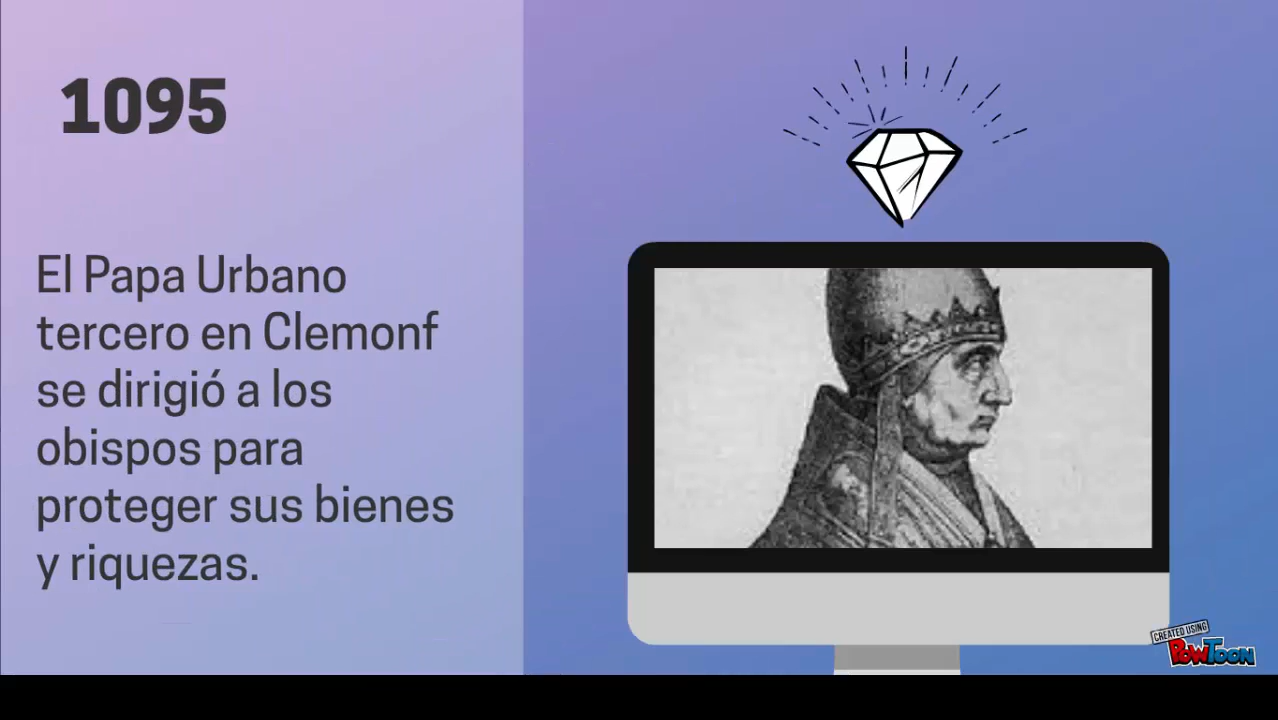 1095
El Papa Urbano
tercero en Clemonf
se dirigió a los
obispos para
proteger sus bienes
y riquezas.
CREATED USING
POWTOON